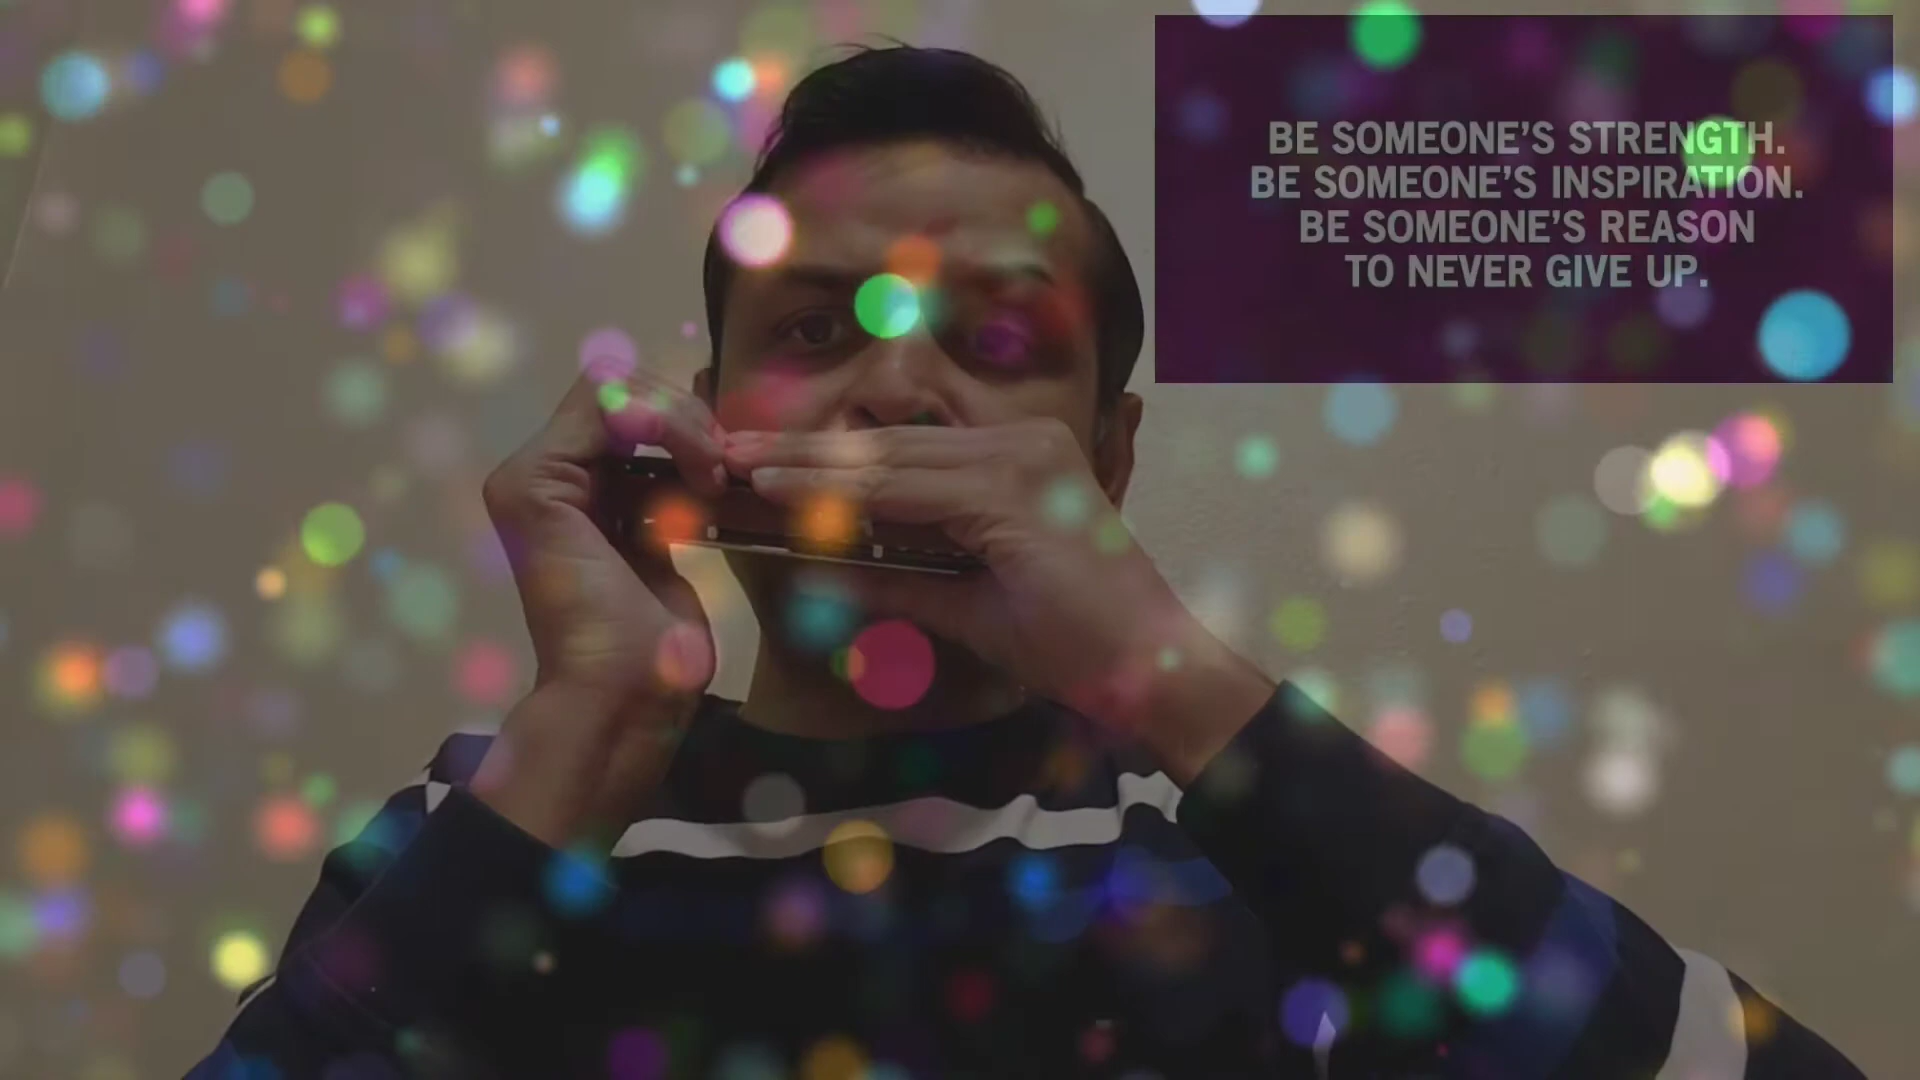 BE SOMEONE'S STRENGTH.
BE SOMEONE'S INSPIRATION.
BE SOMEONE'S REASON
TO NEVER GIVE UP.